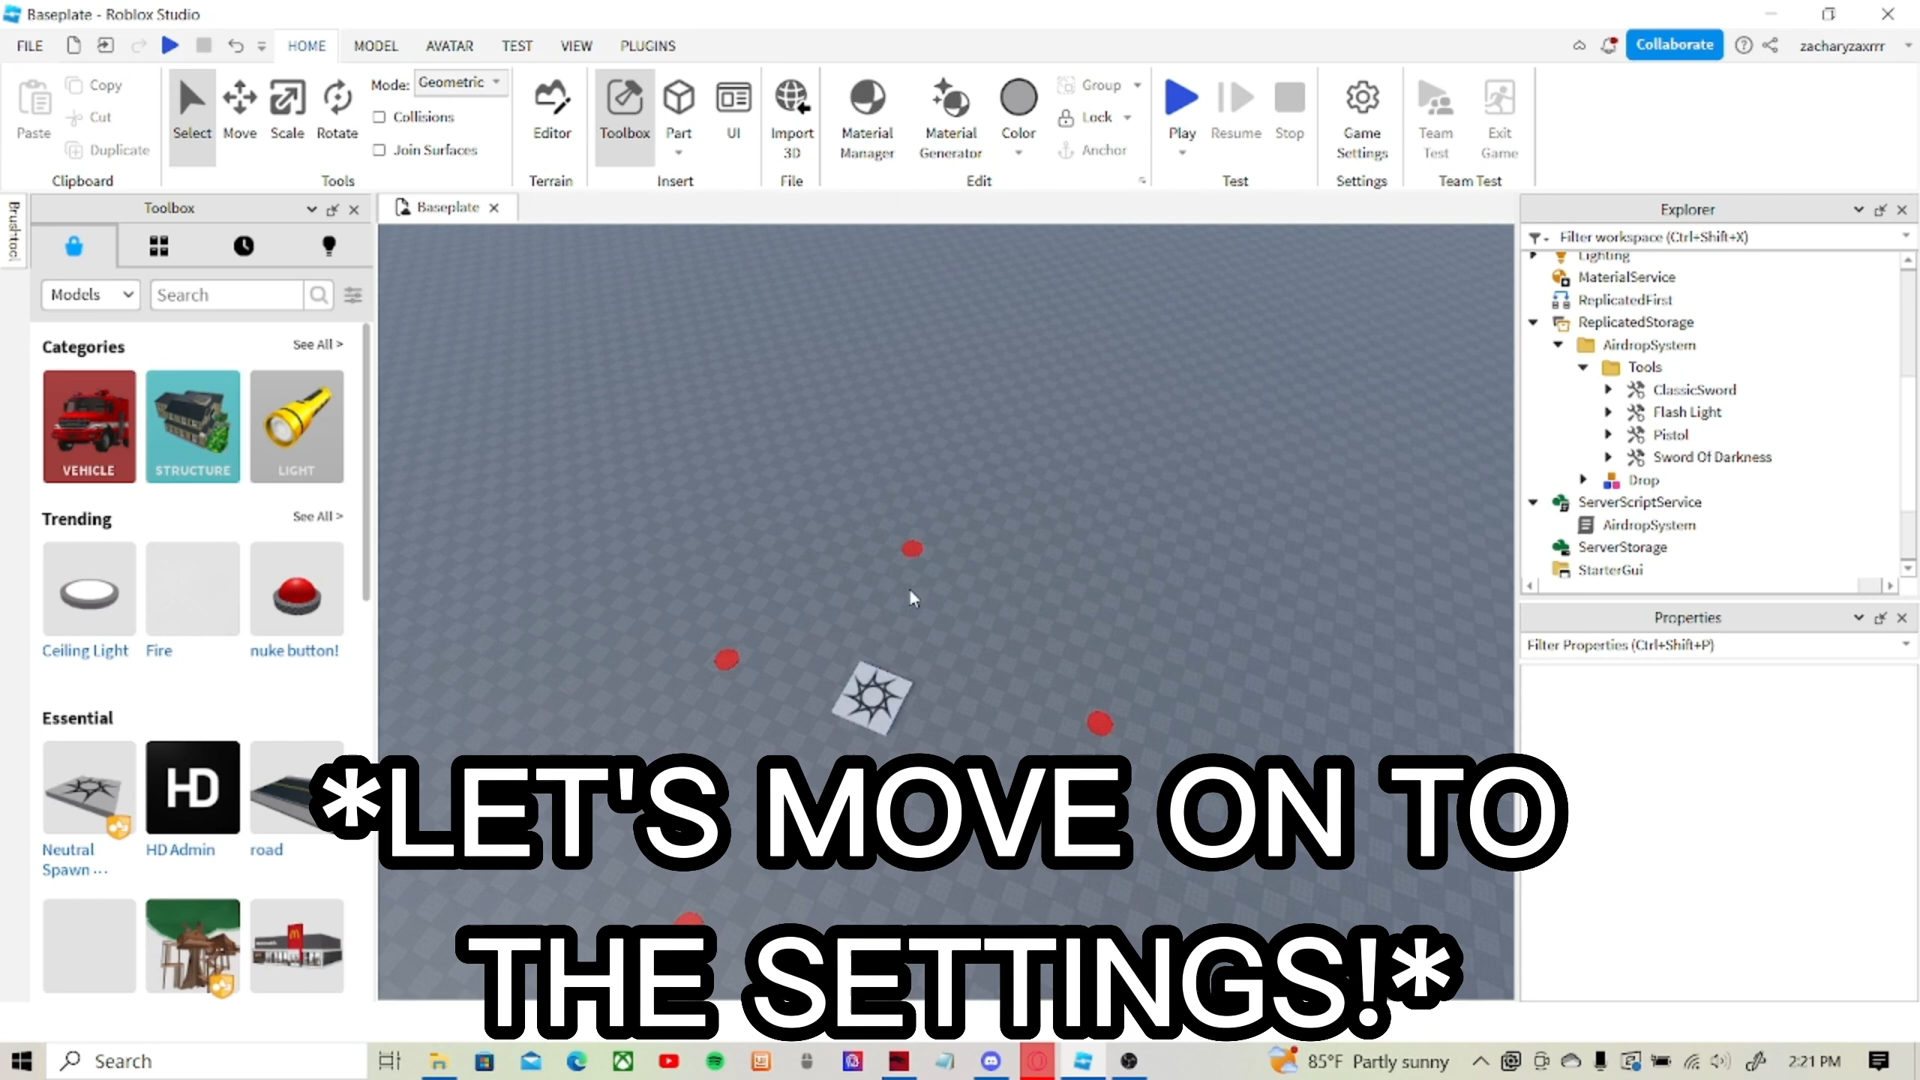 Baseplate - Roblox Studio
FILE
HOME
MODEL
AVATAR
TEST
VIEW
PLUGINS
Collaborate
zacharyzaxrrr
Paste
Copy
Cut
Duplicate
Clipboard
Select
Move
Scale
Rotate
Mode: Geometric
Collisions
Join Surfaces
Tools
Editor
Terrain
Toolbox
Part
UI
Insert
Import
3D
File
Material
Manager
Material
Generator
Color
Group
Lock
Anchor
Edit
Play
Resume
Stop
Test
Game
Settings
Settings
Team
Test
Exit
Game
Team Test
Toolbox
Models
Search
Categories
See All >
VEHICLE
STRUCTURE
LIGHT
Trending
See All >
Ceiling Light
Fire
nuke button!
Essential
Neutral
Spawn ...
HD
HD Admin
road
Baseplate
*LET'S MOVE ON TO
THE SETTINGS!*
Explorer
Filter workspace (Ctrl+Shift+X)
Lighting
MaterialService
ReplicatedFirst
ReplicatedStorage
AirdropSystem
Tools
ClassicSword
Flash Light
Pistol
Sword Of Darkness
Drop
ServerScriptService
AirdropSystem
ServerStorage
StarterGui
Properties
Filter Properties (Ctrl+Shift+P)
Search
85°F Partly sunny
2:21 PM